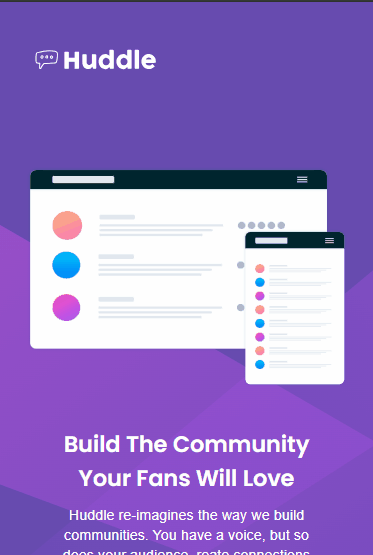 Huddle
Build The Community
Your Fans Will Love
Huddle re-imagines the way we build
communities. You have a voice, but so
does your audience. reate connections